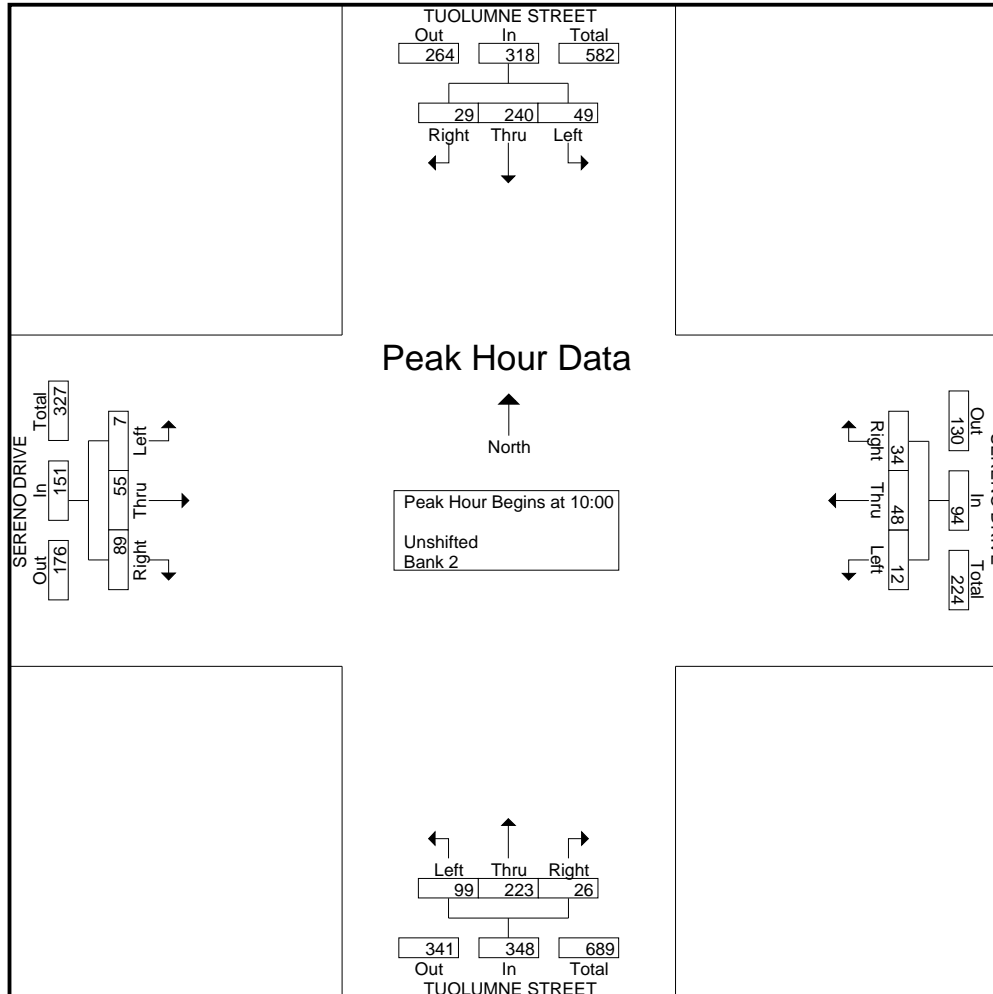 TUOLUMNE STREET
Out In Total
264 318 582
29 240 49
Right Thru Left
Peak Hour Data
North
Peak Hour Begins at 10:00
Unshifted
Bank 2
SERENO DRIVE
Total In Out
327 151 176
7 55 89
Left Thru Right
Out In Total
130 94 224
34 48 12
Right Thru Left
Left Thru Right
99 223 26
341 348 689
Out In Total
TUOLUMNE STREET